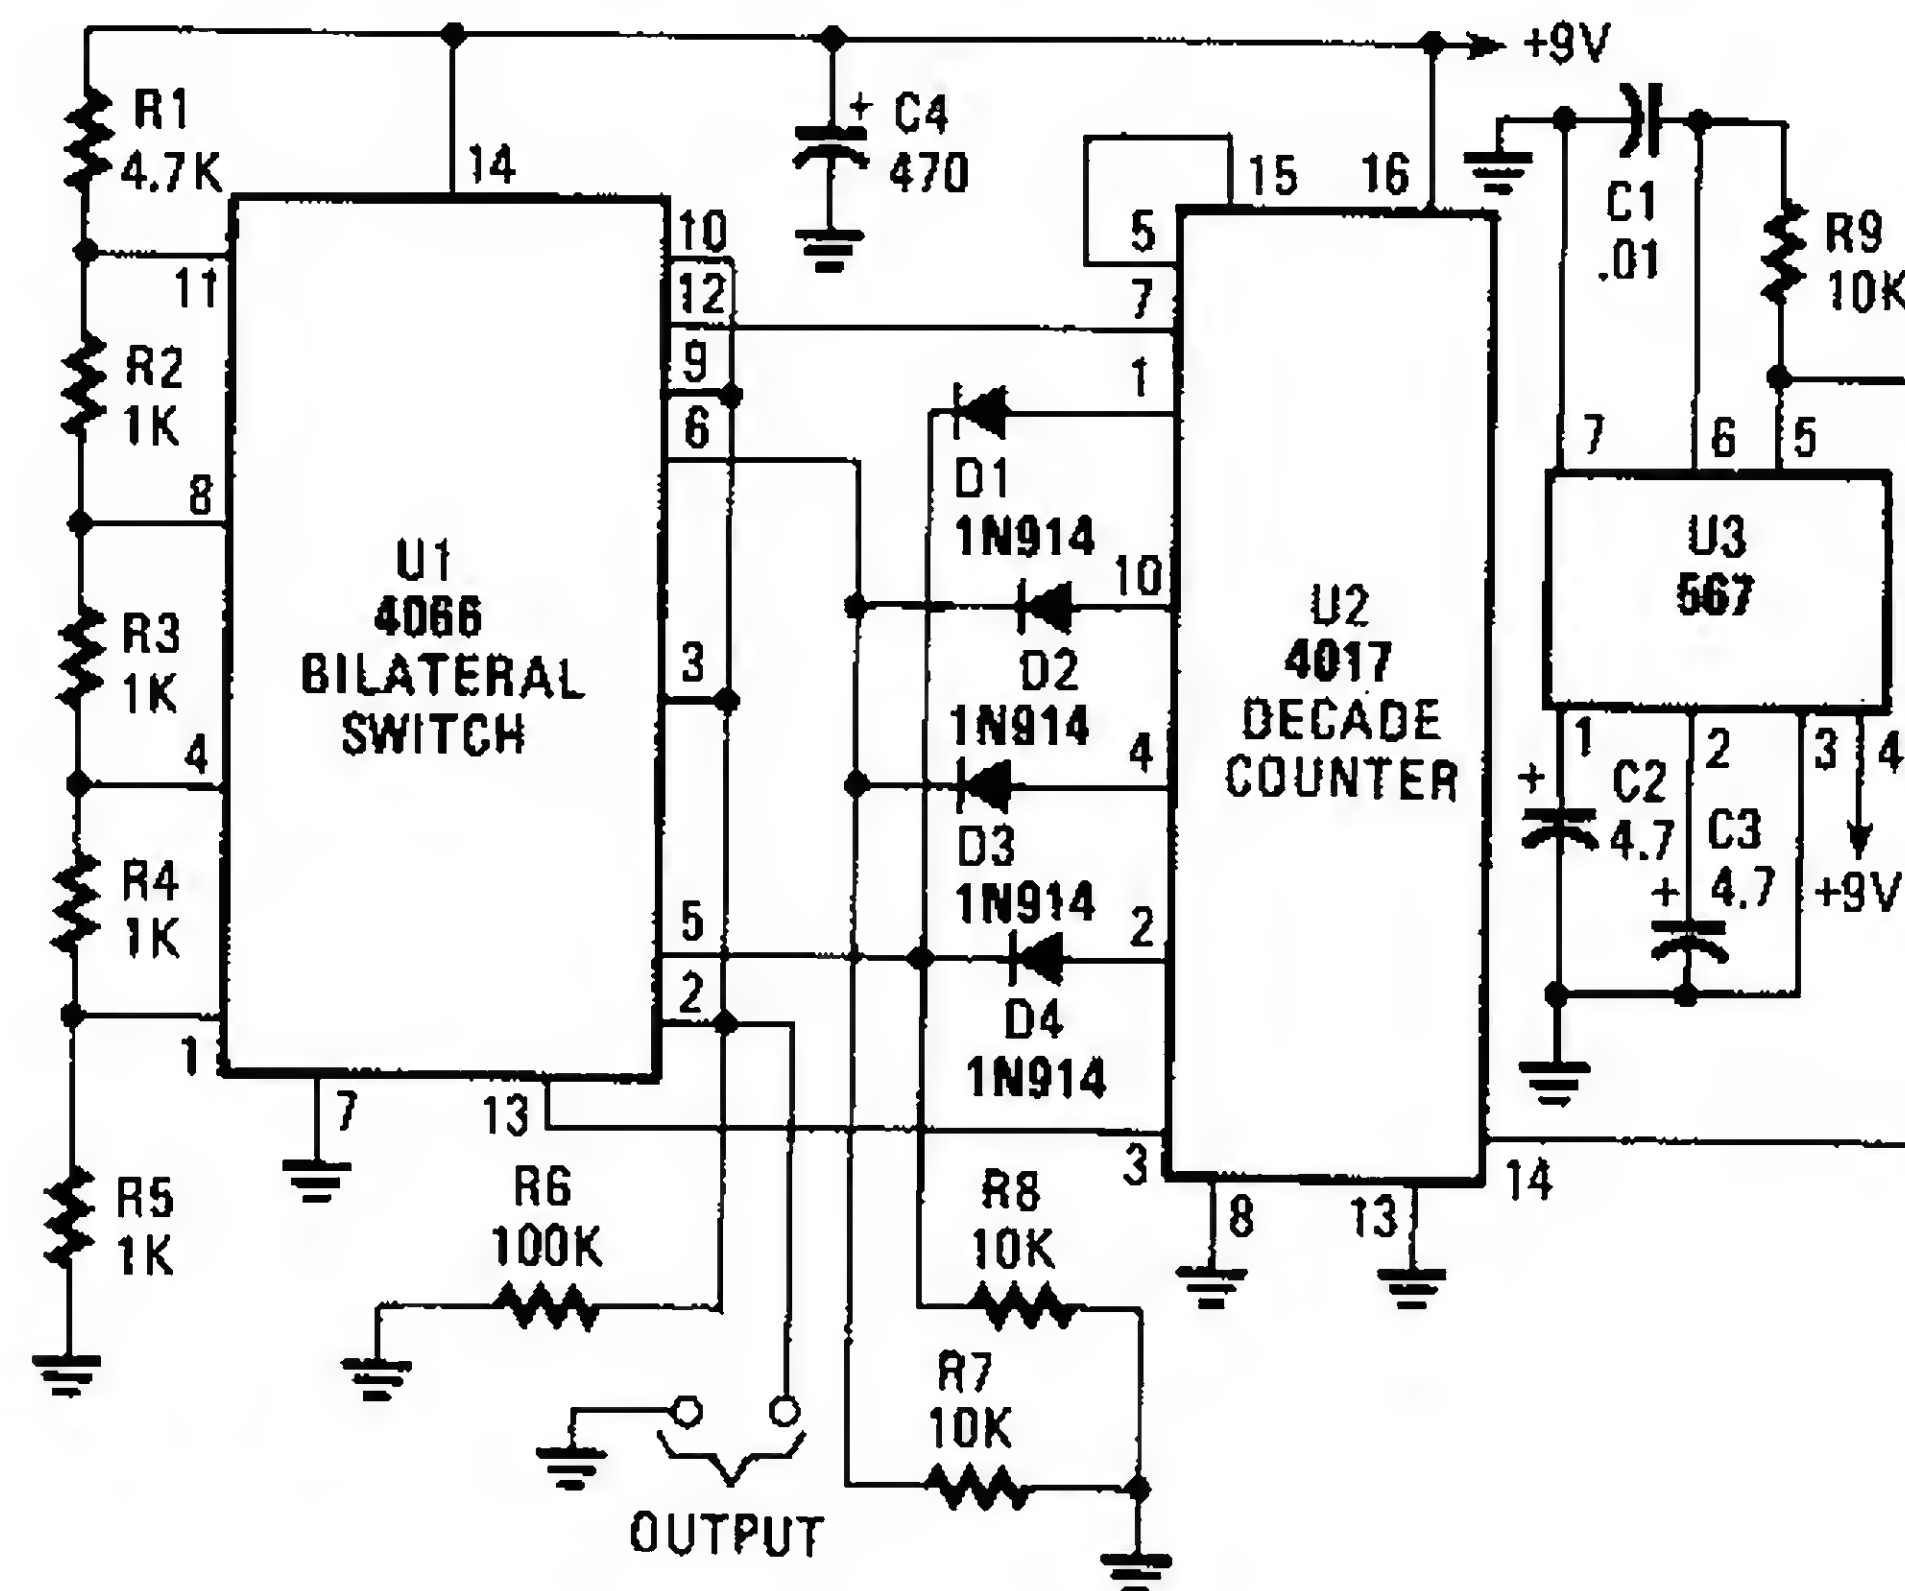 +9V
R1
4.7K
14
+ C4
470
15
16
C1
.01
R9
10K
11
10
12
9
6
5
7
1
R2
1K
8
D1
1N914
10
7
6
5
U1
4066
BILATERAL
SWITCH
U2
4017
DECADE
COUNTER
U3
567
R3
1K
3
D2
1N914
4
4
D3
1N914
1
2
3
4
+
C2
4.7
+
C3
4.7
+9V
R4
1K
5
2
2
D4
1N914
1
7
13
3
14
8
13
R5
1K
R6
100K
R8
10K
R7
10K
OUTPUT